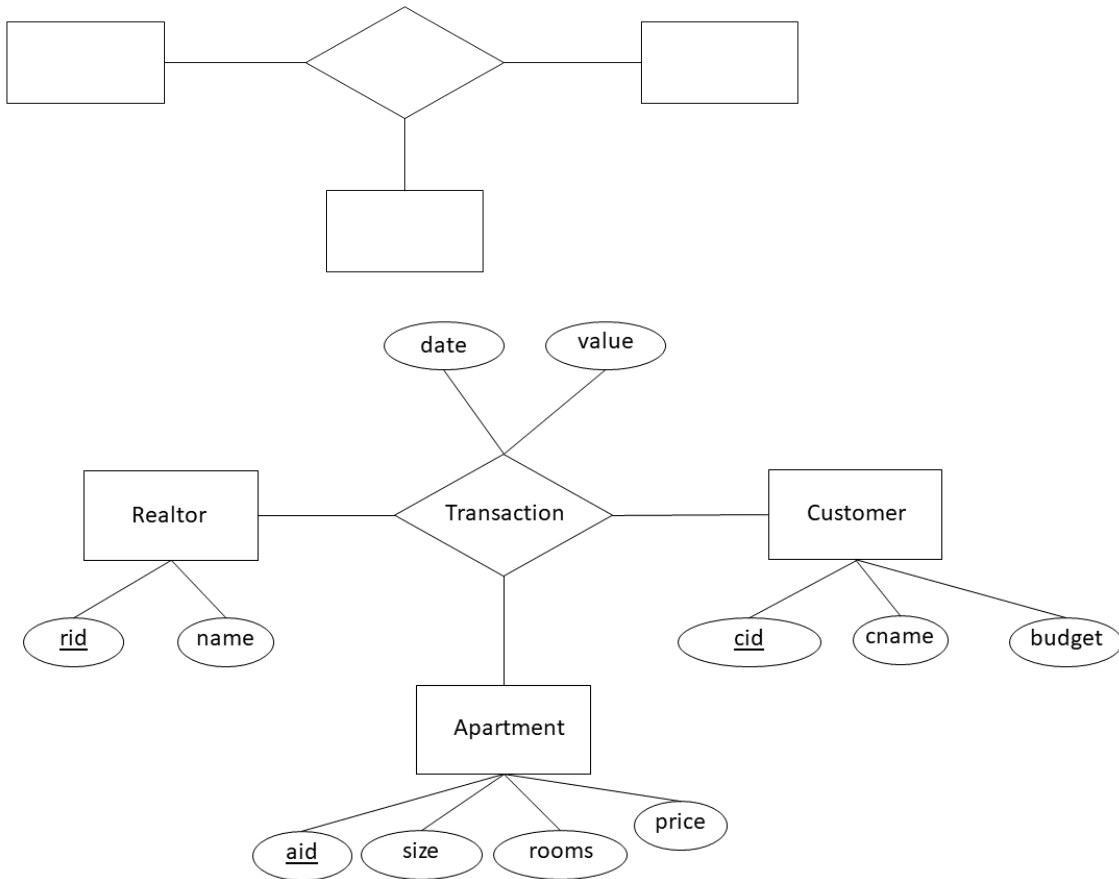 date
value
Realtor
Transaction
Customer
rid
name
cid
cname
budget
Apartment
aid
size
rooms
price